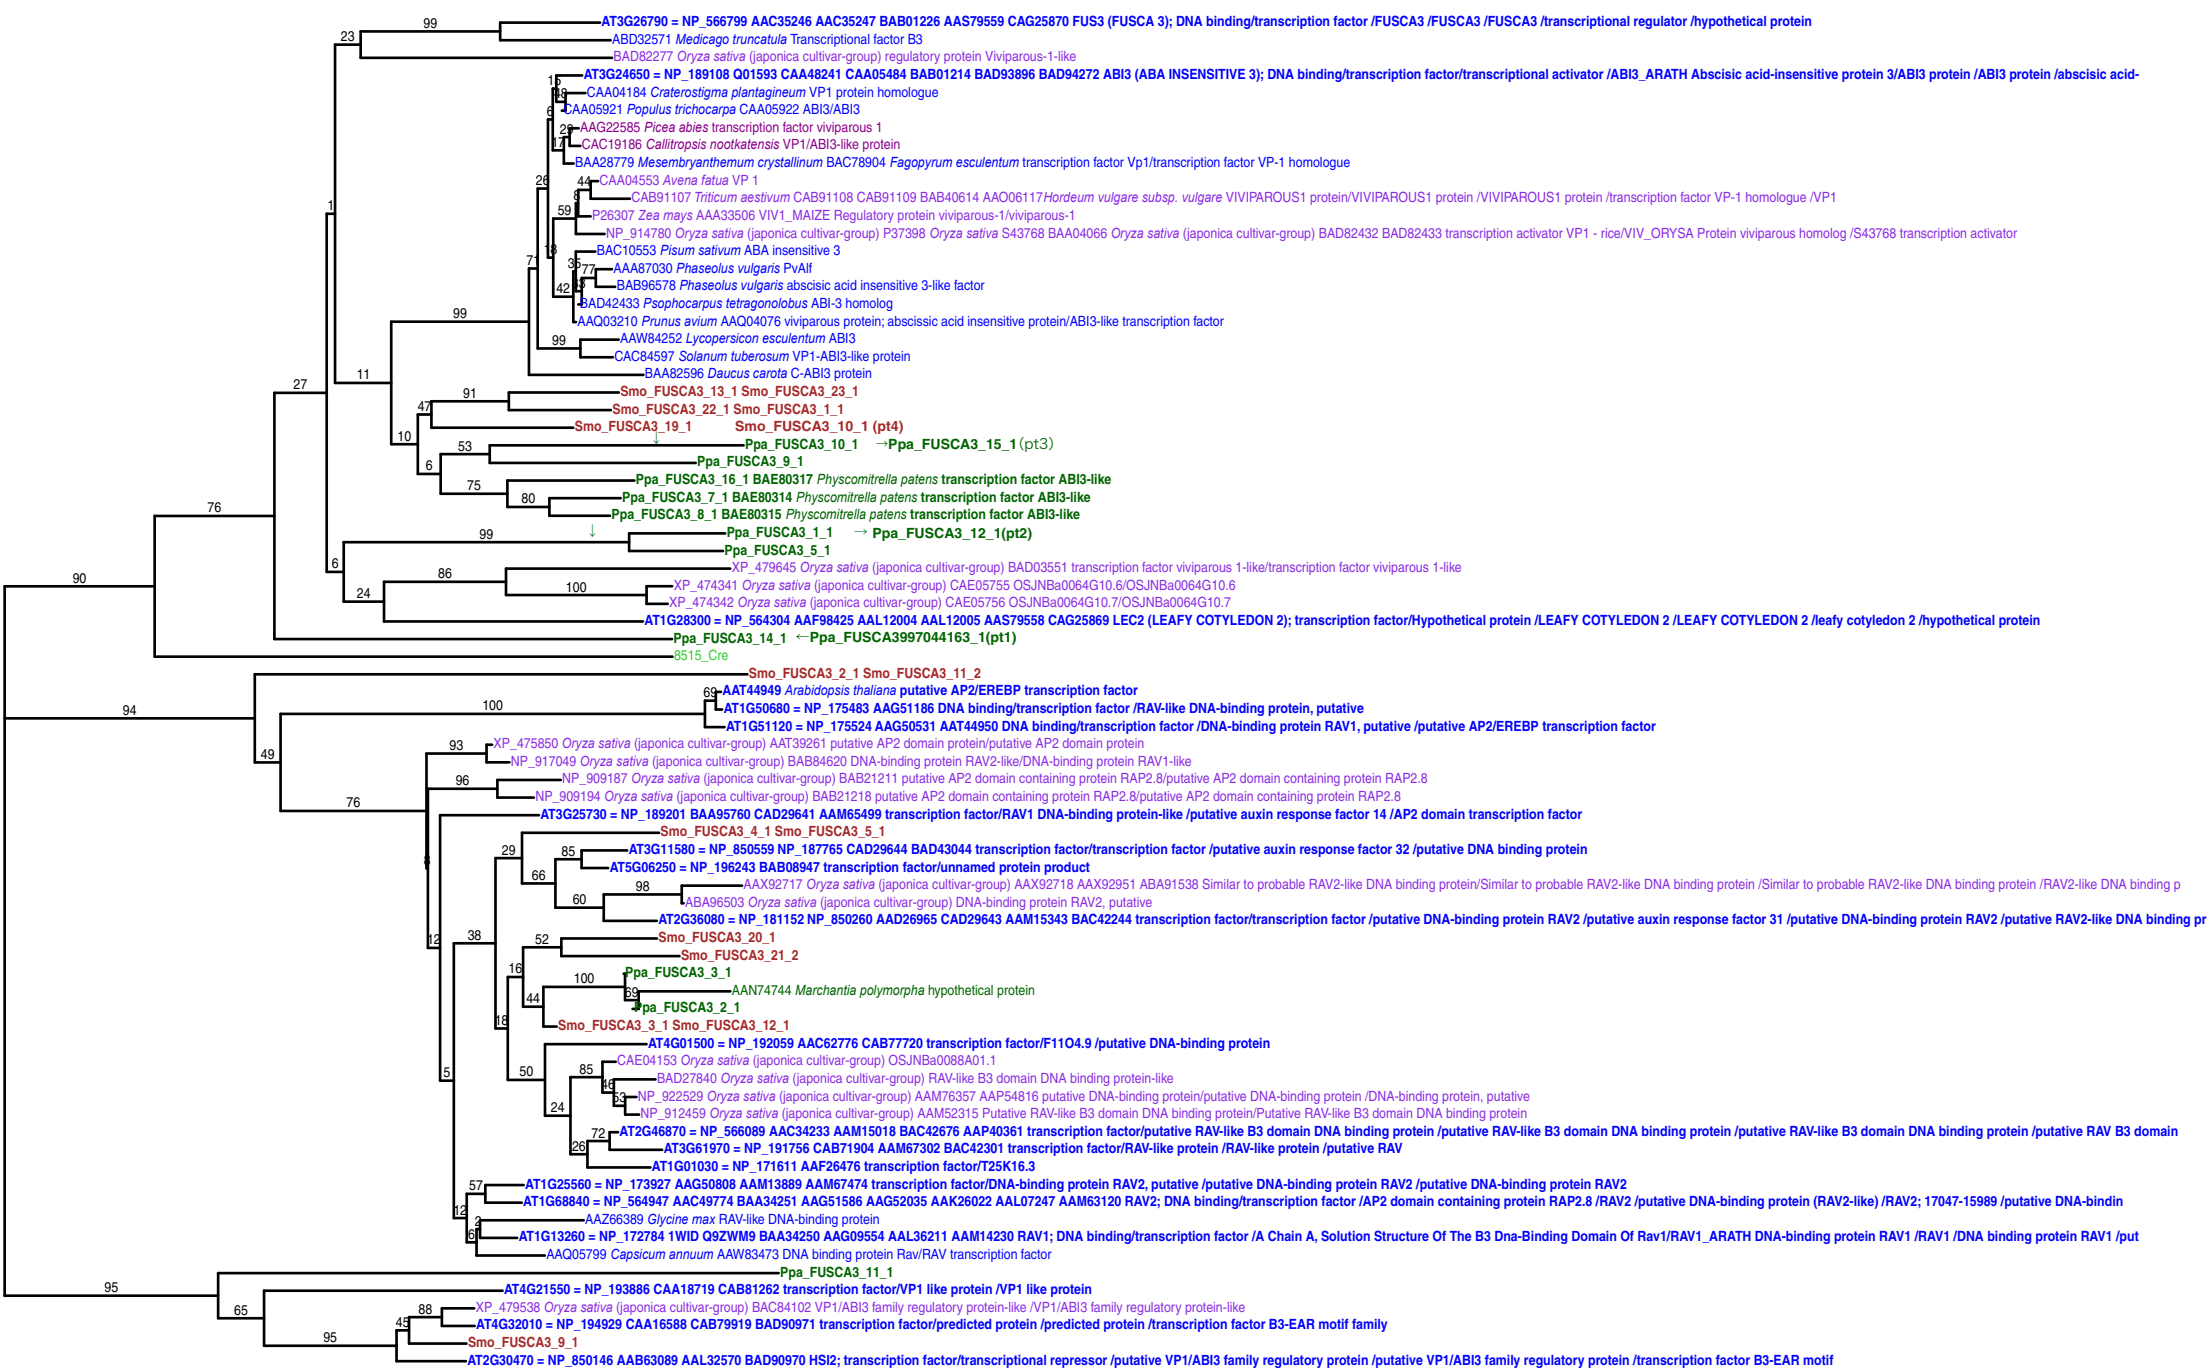 99
AT3G26790 = NP_566799 AAC35246 AAC35247 BAB01226 AAS79559 CAG25870 FUS3 (FUSCA 3); DNA binding/transcription factor /FUSCA3 /FUSCA3 /FUSCA3 /transcriptional regulator /hypothetical protein
23
ABD32571 Medicago truncatula Transcriptional factor B3
BAD82277 Oryza sativa (japonica cultivar-group) regulatory protein Viviparous-1-like
AT3G24650 = NP_189108 Q01593 CAA48241 CAA05484 BAB01214 BAD93896 BAD94272 ABI3 (ABA INSENSITIVE 3); DNA binding/transcription factor/transcriptional activator /ABI3_ARATH Abscisic acid-insensitive protein 3/ABI3 protein /ABI3 protein /abscisic acid-
CAA04184 Craterostigma plantagineum VP1 protein homologue
CAA05921 Populus trichocarpa CAA05922 ABI3/ABI3
6
29 AAG22585 Picea abies transcription factor viviparous 1
17 CAC19186 Callitropsis nootkatensis VP1/ABI3-like protein
BAA28779 Mesembryanthemum crystallinum BAC78904 Fagopyrum esculentum transcription factor Vp1/transcription factor VP-1 homologue
26 44 CAA04553 Avena fatua VP 1
CAB91107 Triticum aestivum CAB91108 CAB91109 BAB40614 AAO06117Hordeum vulgare subsp. vulgare VIVIPAROUS1 protein/VIVIPAROUS1 protein /VIVIPAROUS1 protein /transcription factor VP-1 homologue /VP1
1 59 P26307 Zea mays AAA33506 VIV1_MAIZE Regulatory protein viviparous-1/viviparous-1
NP_914780 Oryza sativa (japonica cultivar-group) P37398 Oryza sativa S43768 BAA04066 Oryza sativa (japonica cultivar-group) BAD82432 BAD82433 transcription activator VP1 - rice/VIV_ORYSA Protein viviparous homolog /S43768 transcription activator
BAC10553 Pisum sativum ABA insensitive 3
71 35 77 AAA87030 Phaseolus vulgaris PvAlf
42 BAB96578 Phaseolus vulgaris abscisic acid insensitive 3-like factor
BAD42433 Psophocarpus tetragonolobus ABI-3 homolog
99 AAQ03210 Prunus avium AAQ04076 viviparous protein; abscissic acid insensitive protein/ABI3-like transcription factor
99 AAW84252 Lycopersicon esculentum ABI3
CAC84597 Solanum tuberosum VP1-ABI3-like protein
11 BAA82596 Daucus carota C-ABI3 protein
27 91 Smo_FUSCA3_13_1 Smo_FUSCA3_23_1
47 Smo_FUSCA3_22_1 Smo_FUSCA3_1_1
Smo_FUSCA3_19_1 Smo_FUSCA3_10_1 (pt4)
10 53 ↓ Ppa_FUSCA3_10_1 →Ppa_FUSCA3_15_1(pt3)
6 Ppa_FUSCA3_9_1
75 Ppa_FUSCA3_16_1 BAE80317 Physcomitrella patens transcription factor ABI3-like
80 Ppa_FUSCA3_7_1 BAE80314 Physcomitrella patens transcription factor ABI3-like
76 Ppa_FUSCA3_8_1 BAE80315 Physcomitrella patens transcription factor ABI3-like
99 ↓ Ppa_FUSCA3_1_1 → Ppa_FUSCA3_12_1(pt2)
Ppa_FUSCA3_5_1
6 86 XP_479645 Oryza sativa (japonica cultivar-group) BAD03551 transcription factor viviparous 1-like/transcription factor viviparous 1-like
90 24 100 XP_474341 Oryza sativa (japonica cultivar-group) CAE05755 OSJNBa0064G10.6/OSJNBa0064G10.6
XP_474342 Oryza sativa (japonica cultivar-group) CAE05756 OSJNBa0064G10.7/OSJNBa0064G10.7
AT1G28300 = NP_564304 AAF98425 AAL12004 AAL12005 AAS79558 CAG25869 LEC2 (LEAFY COTYLEDON 2); transcription factor/Hypothetical protein /LEAFY COTYLEDON 2 /LEAFY COTYLEDON 2 /leafy cotyledon 2 /hypothetical protein
Ppa_FUSCA3_14_1 ←Ppa_FUSCA3997044163_1(pt1)
8515_Cre
Smo_FUSCA3_2_1 Smo_FUSCA3_11_2
69 AAT44949 Arabidopsis thaliana putative AP2/EREBP transcription factor
94 100 AT1G50680 = NP_175483 AAG51186 DNA binding/transcription factor /RAV-like DNA-binding protein, putative
AT1G51120 = NP_175524 AAG50531 AAT44950 DNA binding/transcription factor /DNA-binding protein RAV1, putative /putative AP2/EREBP transcription factor
49 93 XP_475850 Oryza sativa (japonica cultivar-group) AAT39261 putative AP2 domain protein/putative AP2 domain protein
NP_917049 Oryza sativa (japonica cultivar-group) BAB84620 DNA-binding protein RAV2-like/DNA-binding protein RAV1-like
96 NP_909187 Oryza sativa (japonica cultivar-group) BAB21211 putative AP2 domain containing protein RAP2.8/putative AP2 domain containing protein RAP2.8
76 NP_909194 Oryza sativa (japonica cultivar-group) BAB21218 putative AP2 domain containing protein RAP2.8/putative AP2 domain containing protein RAP2.8
AT3G25730 = NP_189201 BAA95760 CAD29641 AAM65499 transcription factor/RAV1 DNA-binding protein-like /putative auxin response factor 14 /AP2 domain transcription factor
Smo_FUSCA3_4_1 Smo_FUSCA3_5_1
29 85 AT3G11580 = NP_850559 NP_187765 CAD29644 BAD43044 transcription factor/transcription factor /putative auxin response factor 32 /putative DNA binding protein
66 AT5G06250 = NP_196243 BAB08947 transcription factor/unnamed protein product
98 AAX92717 Oryza sativa (japonica cultivar-group) AAX92718 AAX92951 ABA91538 Similar to probable RAV2-like DNA binding protein/Similar to probable RAV2-like DNA binding protein /Similar to probable RAV2-like DNA binding protein /RAV2-like DNA binding p
60 ABA96503 Oryza sativa (japonica cultivar-group) DNA-binding protein RAV2, putative
AT2G36080 = NP_181152 NP_850260 AAD26965 CAD29643 AAM15343 BAC42244 transcription factor/transcription factor /putative DNA-binding protein RAV2 /putative auxin response factor 31 /putative DNA-binding protein RAV2 /putative RAV2-like DNA binding pr
12 38 52 Smo_FUSCA3_20_1
Smo_FUSCA3_21_2
16 100 Ppa_FUSCA3_3_1
44 69 AAN74744 Marchantia polymorpha hypothetical protein
Ppa_FUSCA3_2_1
18 Smo_FUSCA3_3_1 Smo_FUSCA3_12_1
AT4G01500 = NP_192059 AAC62776 CAB77720 transcription factor/F11O4.9 /putative DNA-binding protein
CAE04153 Oryza sativa (japonica cultivar-group) OSJNBa0088A01.1
5 50 85 46 BAD27840 Oryza sativa (japonica cultivar-group) RAV-like B3 domain DNA binding protein-like
53 NP_922529 Oryza sativa (japonica cultivar-group) AAM76357 AAP54816 putative DNA-binding protein/putative DNA-binding protein /DNA-binding protein, putative
24 NP_912459 Oryza sativa (japonica cultivar-group) AAM52315 Putative RAV-like B3 domain DNA binding protein/Putative RAV-like B3 domain DNA binding protein
72 AT2G46870 = NP_566089 AAC34233 AAM15018 BAC42676 AAP40361 transcription factor/putative RAV-like B3 domain DNA binding protein /putative RAV-like B3 domain DNA binding protein /putative RAV-like B3 domain DNA binding protein /putative RAV B3 domain
26 AT3G61970 = NP_191756 CAB71904 AAM67302 BAC42301 transcription factor/RAV-like protein /RAV-like protein /putative RAV
AT1G01030 = NP_171611 AAF26476 transcription factor/T25K16.3
57 AT1G25560 = NP_173927 AAG50808 AAM13889 AAM67474 transcription factor/DNA-binding protein RAV2, putative /putative DNA-binding protein RAV2 /putative DNA-binding protein RAV2
12 AT1G68840 = NP_564947 AAC49774 BAA34251 AAG51586 AAG52035 AAK26022 AAL07247 AAM63120 RAV2; DNA binding/transcription factor /AP2 domain containing protein RAP2.8 /RAV2 /putative DNA-binding protein (RAV2-like) /RAV2; 17047-15989 /putative DNA-bindin
2 AAZ66389 Glycine max RAV-like DNA-binding protein
6 AT1G13260 = NP_172784 1WID Q9ZWM9 BAA34250 AAG09554 AAL36211 AAM14230 RAV1; DNA binding/transcription factor /A Chain A, Solution Structure Of The B3 Dna-Binding Domain Of Rav1/RAV1_ARATH DNA-binding protein RAV1 /RAV1 /DNA binding protein RAV1 /put
AAQ05799 Capsicum annuum AAW83473 DNA binding protein Rav/RAV transcription factor
Ppa_FUSCA3_11_1
95 AT4G21550 = NP_193886 CAA18719 CAB81262 transcription factor/VP1 like protein /VP1 like protein
65 88 XP_479538 Oryza sativa (japonica cultivar-group) BAC84102 VP1/ABI3 family regulatory protein-like /VP1/ABI3 family regulatory protein-like
45 AT4G32010 = NP_194929 CAA16588 CAB79919 BAD90971 transcription factor/predicted protein /predicted protein /transcription factor B3-EAR motif family
95 Smo_FUSCA3_9_1
AT2G30470 = NP_850146 AAB63089 AAL32570 BAD90970 HSI2; transcription factor/transcriptional repressor /putative VP1/ABI3 family regulatory protein /putative VP1/ABI3 family regulatory protein /transcription factor B3-EAR motif